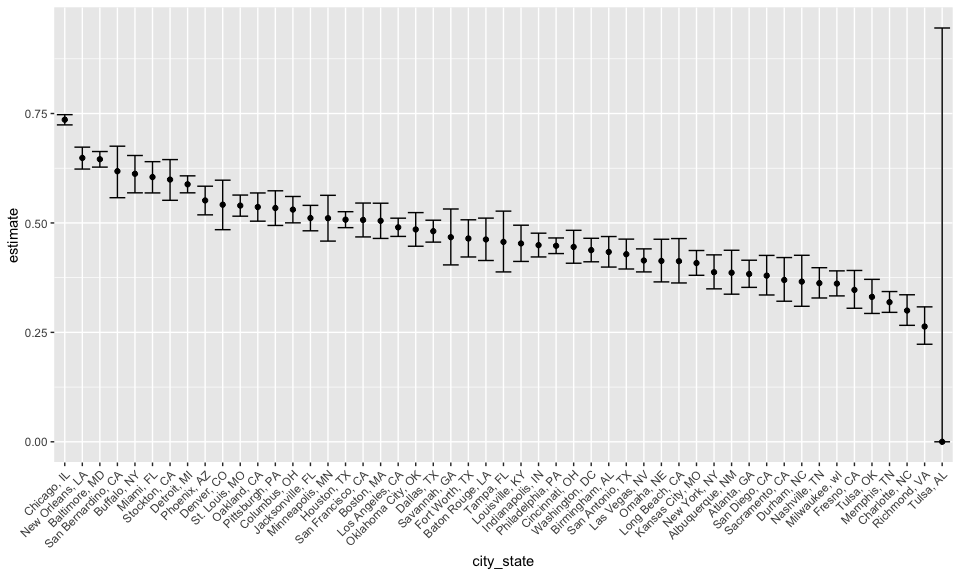 estimate
0.75
0.50
0.25
0.00
Chicago, IL
New Orleans, LA
Baltimore, MD
San Bernardino, CA
Buffalo, NY
Miami, FL
Stockton, CA
Detroit, MI
Phoenix, AZ
Denver, CO
St. Louis, MO
Oakland, CA
Pittsburgh, PA
Columbus, OH
Jacksonville, FL
Minneapolis, MN
Houston, TX
San Francisco, CA
Boston, MA
Los Angeles, CA
Oklahoma City, OK
Dallas, TX
Savannah, GA
Fort Worth, TX
Baton Rouge, LA
Tampa, FL
Louisville, KY
Indianapolis, IN
Philadelphia, PA
Cincinnati, OH
Washington, DC
Birmingham, AL
San Antonio, TX
Las Vegas, NV
Omaha, NE
Long Beach, CA
Kansas City, MO
New York, NY
Albuquerque, NM
Atlanta, GA
San Diego, CA
Sacramento, CA
Durham, NC
Nashville, TN
Milwaukee, wI
Fresno, CA
Tulsa, OK
Memphis, TN
Charlotte, NC
Richmond, VA
Tulsa, AL
city_state